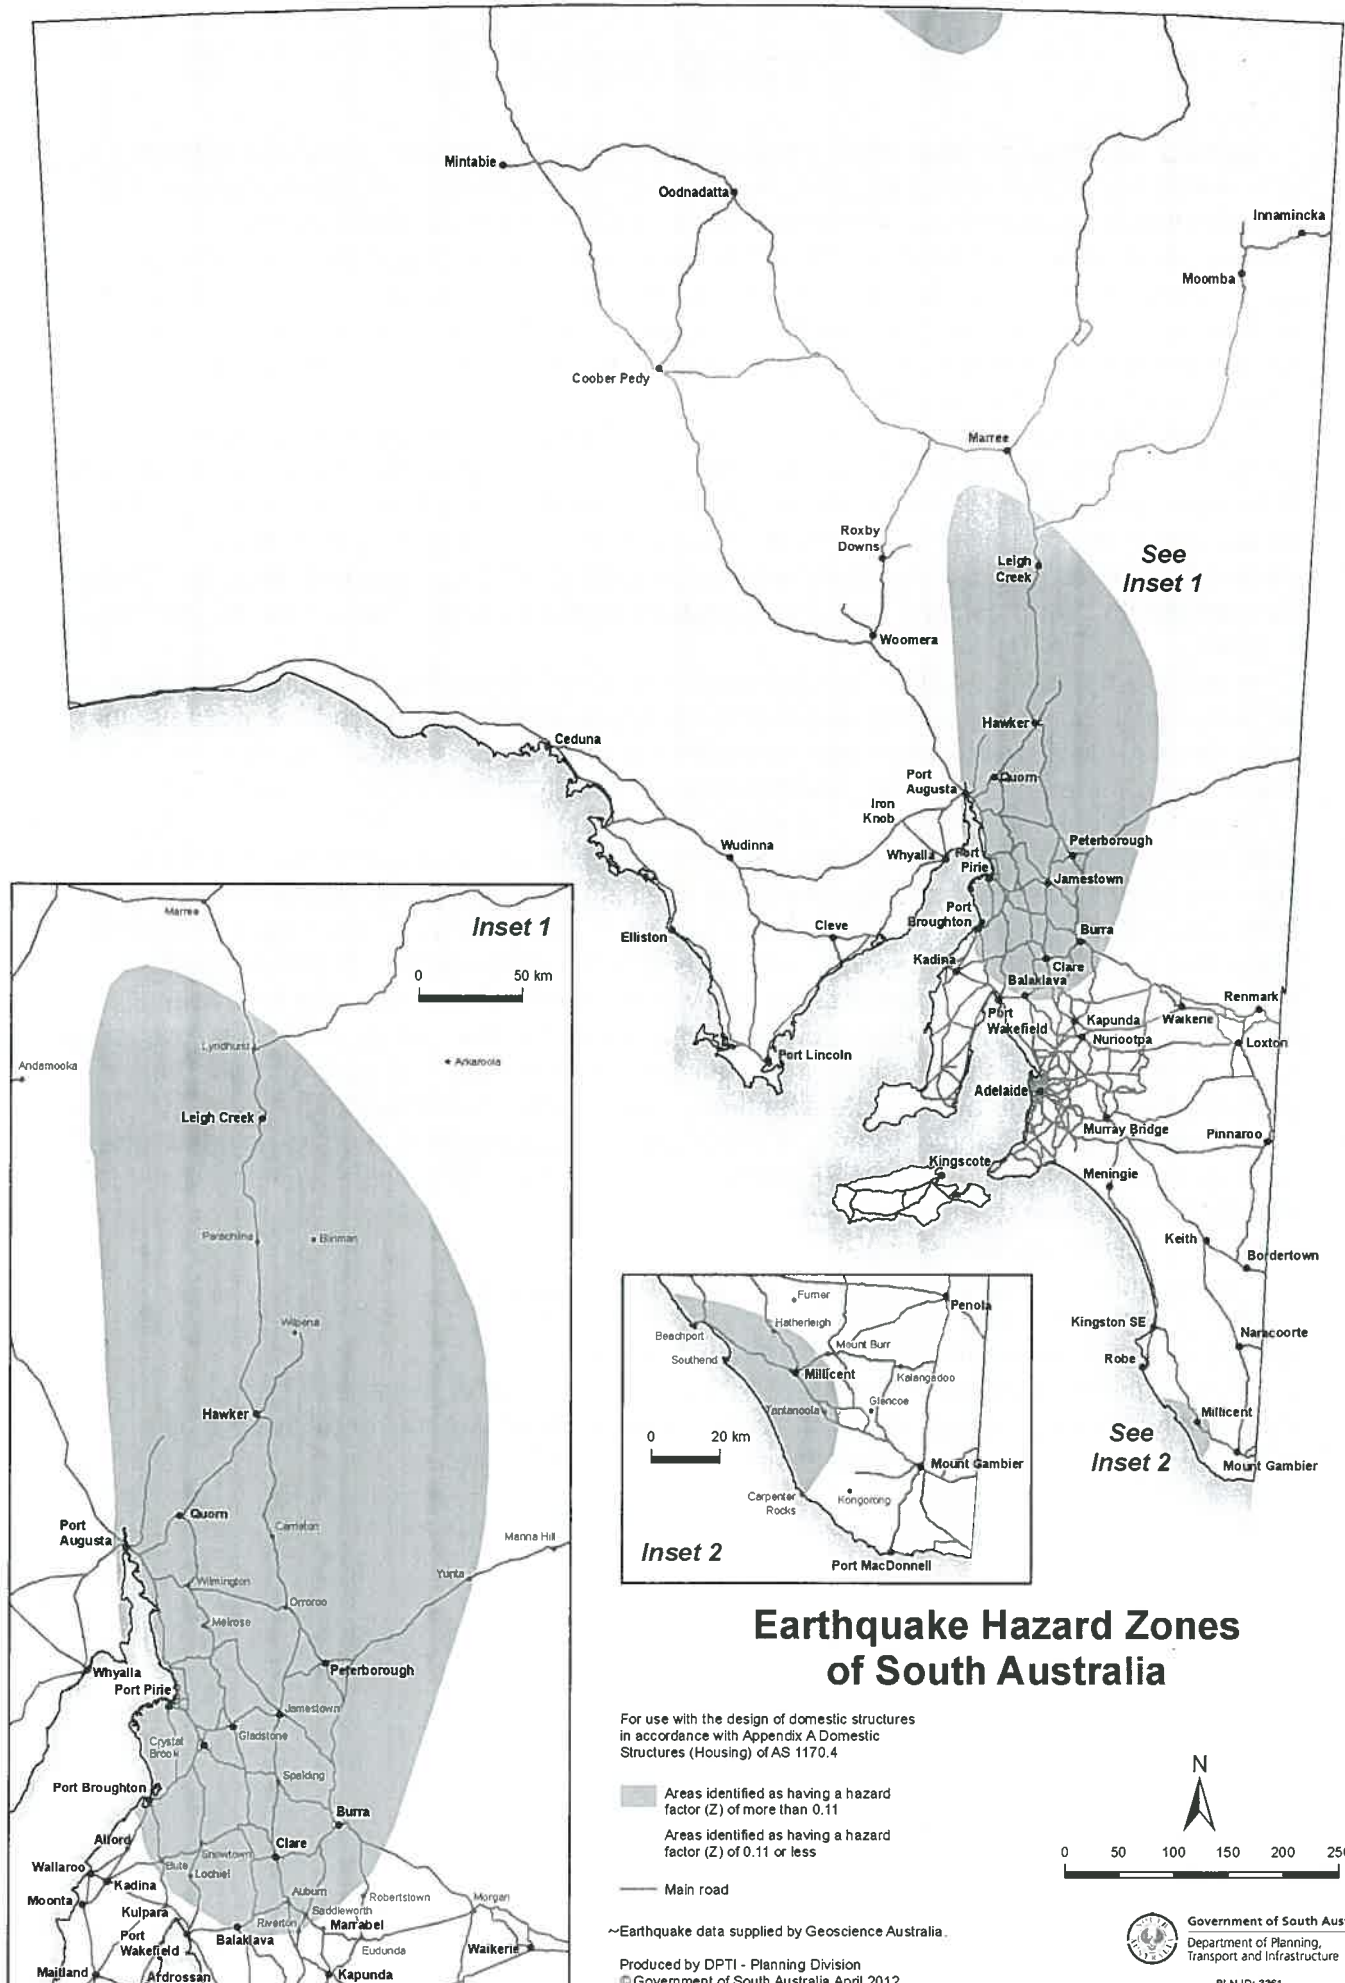 Mintabie
Oodnadatta
Innamincka
Moomba
Coober Pedy
Marree
Roxby
Downs
Leigh
Creek
See
Inset 1
Woomera
Hawker
Ceduna
Quorn
Port
Augusta
Iron
Knob
Wudinna
Whyalla
Port
Pirie
Peterborough
Jamestown
Port
Broughton
Elliston
Cleve
Burra
Kadina
Clare
Balaklava
Port
Wakefield
Kapunda
Waikerie
Renmark
Nuriootpa
Loxton
Port Lincoln
Adelaide
Murray Bridge
Pinnaroo
Kingscote
Meningie
Keith
Bordertown
Kingston SE
Naracoorte
Robe
Millicent
See
Inset 2
Mount Gambier
Inset 1
0 50 km
Marree
Lyndhurst
Arkaroola
Andamooka
Leigh Creek
Parachilna
Blinman
Wilpena
Hawker
Quorn
Port
Augusta
Carrieton
Manna Hill
Yunta
Wilmington
Orroroo
Melrose
Whyalla
Peterborough
Port Pirie
Jamestown
Gladstone
Crystal
Brook
Spalding
Port Broughton
Burra
Alford
Clare
Snowtown
Wallaroo
Bute
Lochiel
Kadina
Moonta
Auburn
Robertstown
Morgan
Kulpara
Saddleworth
Riverton
Marrabel
Port
Wakefield
Balaklava
Eudunda
Waikerie
Maitland
Ardrossan
Kapunda
Furner
Penola
Beachport
Hatherleigh
Mount Burr
Southend
Millicent
Kalangadoo
Glencoe
Tantanoola
0 20 km
Mount Gambier
Carpenter
Rocks
Kongorong
Inset 2
Port MacDonnell
Earthquake Hazard Zones
of South Australia
For use with the design of domestic structures
in accordance with Appendix A Domestic
Structures (Housing) of AS 1170.4
Areas identified as having a hazard
factor (Z) of more than 0.11
Areas identified as having a hazard
factor (Z) of 0.11 or less
Main road
~Earthquake data supplied by Geoscience Australia.
Produced by DPTI - Planning Division
© Government of South Australia April 2012
N
0 50 100 150 200 250
Government of South Aus
Department of Planning,
Transport and Infrastructure